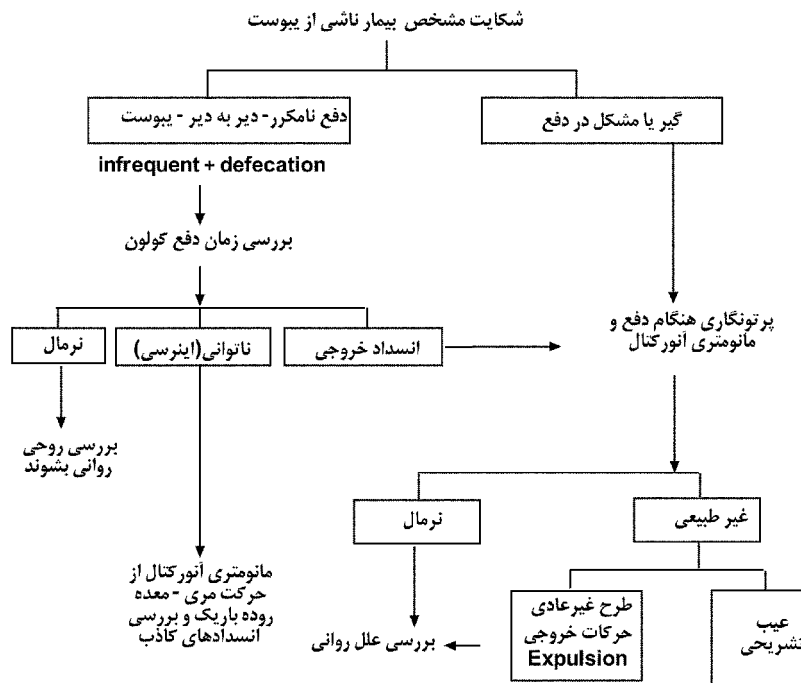 شکایت مشخص بیمار ناشی از یبوست
گیر یا مشکل در دفع
دفع نامکرر- دیر به دیر - یبوست
infrequent + defecation
بررسی زمان دفع کولون
انسداد خروجی
ناتوانی(اینرسی)
نرمال
پرتونگاری هنگام دفع و
مانومتری آنورکتال
بررسی روحی
روانی بشوند
غیر طبیعی
نرمال
مانومتری آنورکتال از
حرکت مری - معده
روده باریک و بررسی
انسدادهای کاذب
عیب
تشریحی
طرح غیرعادی
حرکات خروجی
Expulsion
بررسی علل روانی